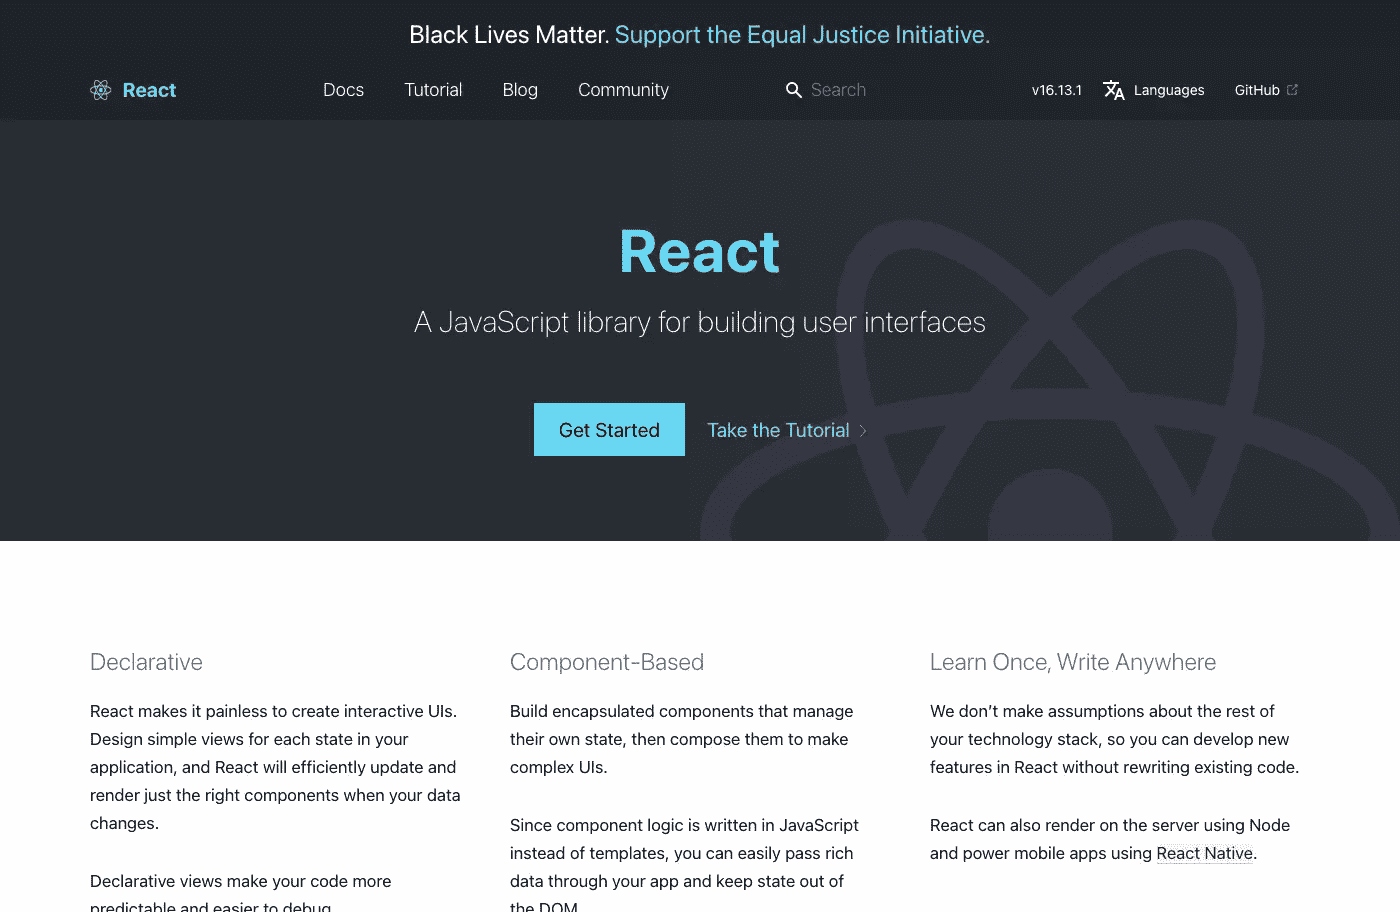 Black Lives Matter. Support the Equal Justice Initiative.
React Docs Tutorial Blog Community Search v16.13.1 Languages GitHub
React
A JavaScript library for building user interfaces
Get Started Take the Tutorial
Declarative
React makes it painless to create interactive UIs.
Design simple views for each state in your
application, and React will efficiently update and
render just the right components when your data
changes.
Declarative views make your code more
predictable and easier to debug.
Component-Based
Build encapsulated components that manage
their own state, then compose them to make
complex UIs.
Since component logic is written in JavaScript
instead of templates, you can easily pass rich
data through your app and keep state out of
the DOM.
Learn Once, Write Anywhere
We don’t make assumptions about the rest of
your technology stack, so you can develop new
features in React without rewriting existing code.
React can also render on the server using Node
and power mobile apps using React Native.